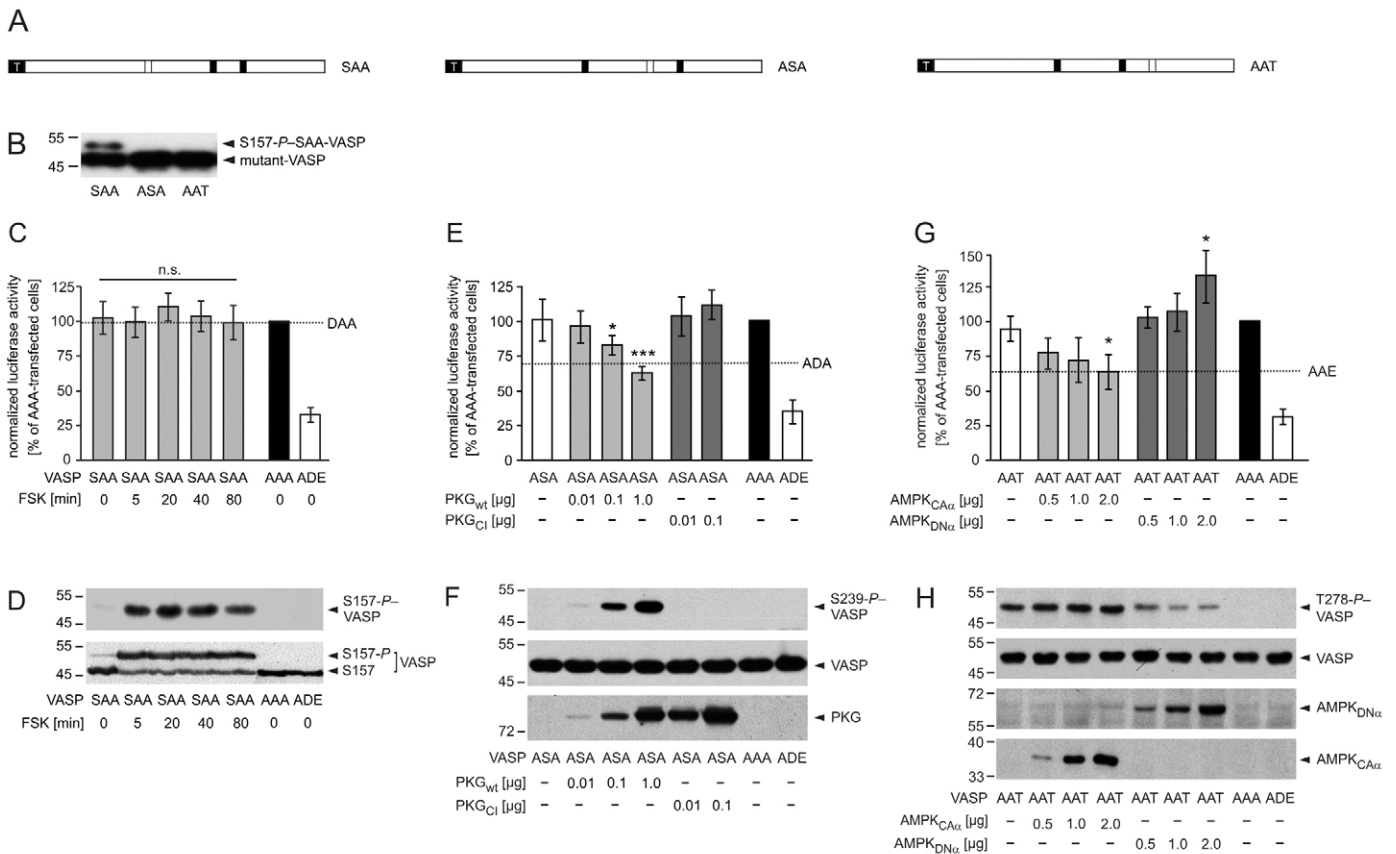 A
T SAA
T ASA
T AAT
B
55
45
S157-P–SAA-VASP
mutant-VASP
SAA ASA AAT
C
normalized luciferase activity
[% of AAA-transfected cells]
125
100
75
50
25
0
n.s.
DAA
VASP SAA SAA SAA SAA SAA AAA ADE
FSK [min] 0 5 20 40 80 0 0
E
normalized luciferase activity
[% of AAA-transfected cells]
125
100
75
50
25
0
* ***
ADA
ASA ASA ASA ASA ASA ASA AAA ADE
PKGwt [µg] – 0.01 0.1 1.0 – – – –
PKGCI [µg] – – – – 0.01 0.1 – –
G
normalized luciferase activity
[% of AAA-transfected cells]
150
125
100
75
50
25
0
* *
AAE
AAT AAT AAT AAT AAT AAT AAT AAA ADE
AMPKCAα [µg] – 0.5 1.0 2.0 – – – – –
AMPKDNα [µg] – – – – 0.5 1.0 2.0 – –
D
55
45
S157-P–
VASP
55
45
S157-P
S157
VASP
VASP SAA SAA SAA SAA SAA AAA ADE
FSK [min] 0 5 20 40 80 0 0
F
55
45
S239-P–
VASP
55
45
VASP
72
PKG
VASP ASA ASA ASA ASA ASA ASA AAA ADE
PKGwt [µg] – 0.01 0.1 1.0 – – – –
PKGCI [µg] – – – – 0.01 0.1 – –
H
55
45
T278-P–
VASP
55
45
VASP
72
55
AMPKDNα
40
33
AMPKCAα
VASP AAT AAT AAT AAT AAT AAT AAT AAA ADE
AMPKCAα [µg] – 0.5 1.0 2.0 – – – – –
AMPKDNα [µg] – – – – 0.5 1.0 2.0 – –